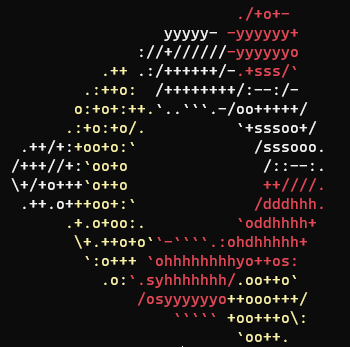 ./+o+-
yyyyy- -yyyyyy+
://+//////-yyyyyyo
.++ .:/++++++/-.+sss/`
.:++o: /++++++++/:--:/-
o:+o+:++.`..```.-/oo+++++/
.:+o:+o/. `+sssoo+/
.++/+:+oo+o:` /sssooo.
/+++//+:`oo+o /::--:.
\+/+o+++`o++o ++////.
.++.o+++oo+:` /dddhhh.
.+.o+oo:. `oddhhhh+
\+.++o+o``-````.:ohdhhhhh+
`:o+++ `ohhhhhhhhyo++os:
.o:`.syhhhhhhh/.oo++o`
/osyyyyyyo++ooo+++/
````` +oo+++o\:
`oo++.